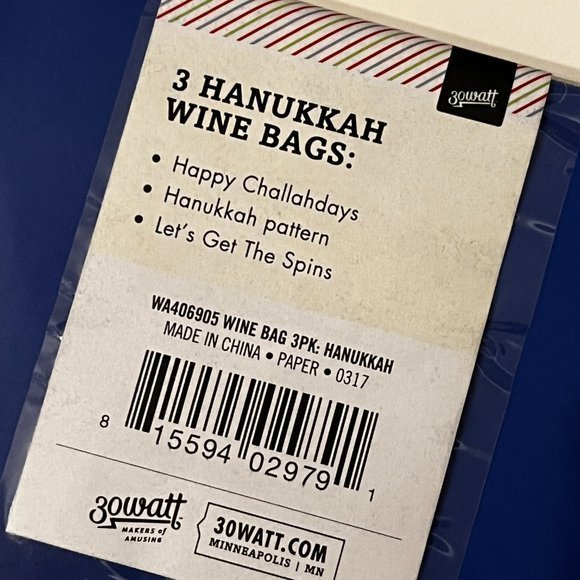 30watt
3 HANUKKAH
WINE BAGS:
• Happy Challahdays
• Hanukkah pattern
• Let's Get The Spins
WA406905 WINE BAG 3PK: HANUKKAH
MADE IN CHINA • PAPER • 0317
8 15594 02979 1
30watt
MAKERS of
AMUSING
30WATT.COM
MINNEAPOLIS | MN